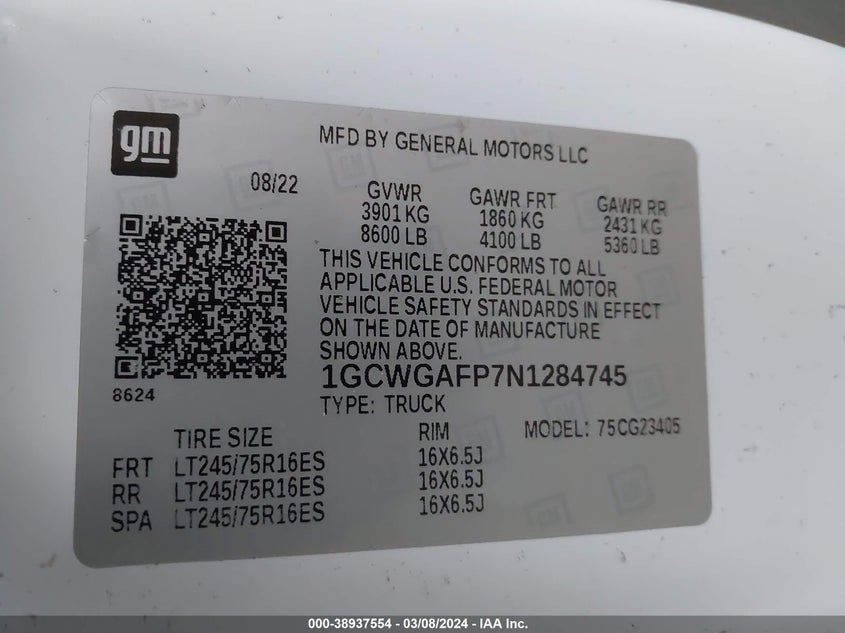 gm
MFD BY GENERAL MOTORS LLC
08/22
GVWR GAWR FRT GAWR RR
3901 KG 1860 KG 2431 KG
8600 LB 4100 LB 5360 LB
THIS VEHICLE CONFORMS TO ALL
APPLICABLE U.S. FEDERAL MOTOR
VEHICLE SAFETY STANDARDS IN EFFECT
ON THE DATE OF MANUFACTURE
SHOWN ABOVE.
8624
1GCWGAFP7N1284745
TYPE: TRUCK MODEL: 75CG23405
TIRE SIZE RIM
FRT LT245/75R16ES 16X6.5J
RR LT245/75R16ES 16X6.5J
SPA LT245/75R16ES 16X6.5J
000-38937554 - 03/08/2024 - IAA Inc.